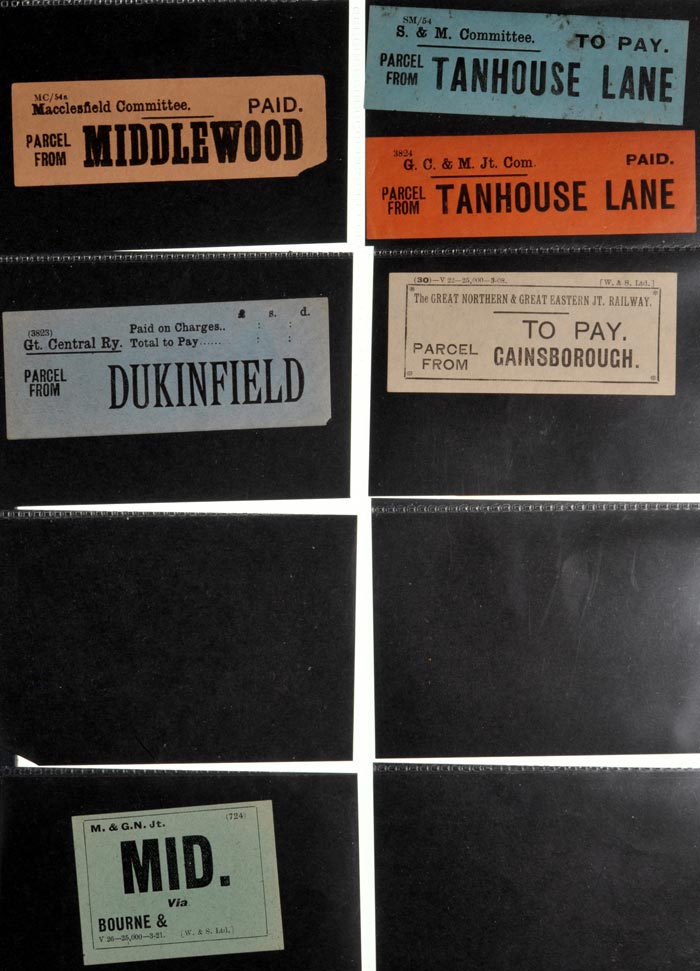 MC/54a
Macclesfield Committee. PAID.
PARCEL FROM MIDDLEWOOD
SM/54
S. & M. Committee. TO PAY.
PARCEL FROM TANHOUSE LANE
3824
G. C. & M. Jt. Com. PAID.
PARCEL FROM TANHOUSE LANE
£ s. d.
(3823) Paid on Charges.. : :
Gt. Central Ry. Total to Pay...... : :
PARCEL FROM DUKINFIELD
(30)—V 22—25,000—3-08. [W. & S. Ltd.]
The GREAT NORTHERN & GREAT EASTERN JT. RAILWAY.
TO PAY.
PARCEL FROM GAINSBOROUGH.
M. & G.N. Jt. (724)
MID.
Via
BOURNE &
V 26—25,000—3-21. [W. & S. Ltd.]